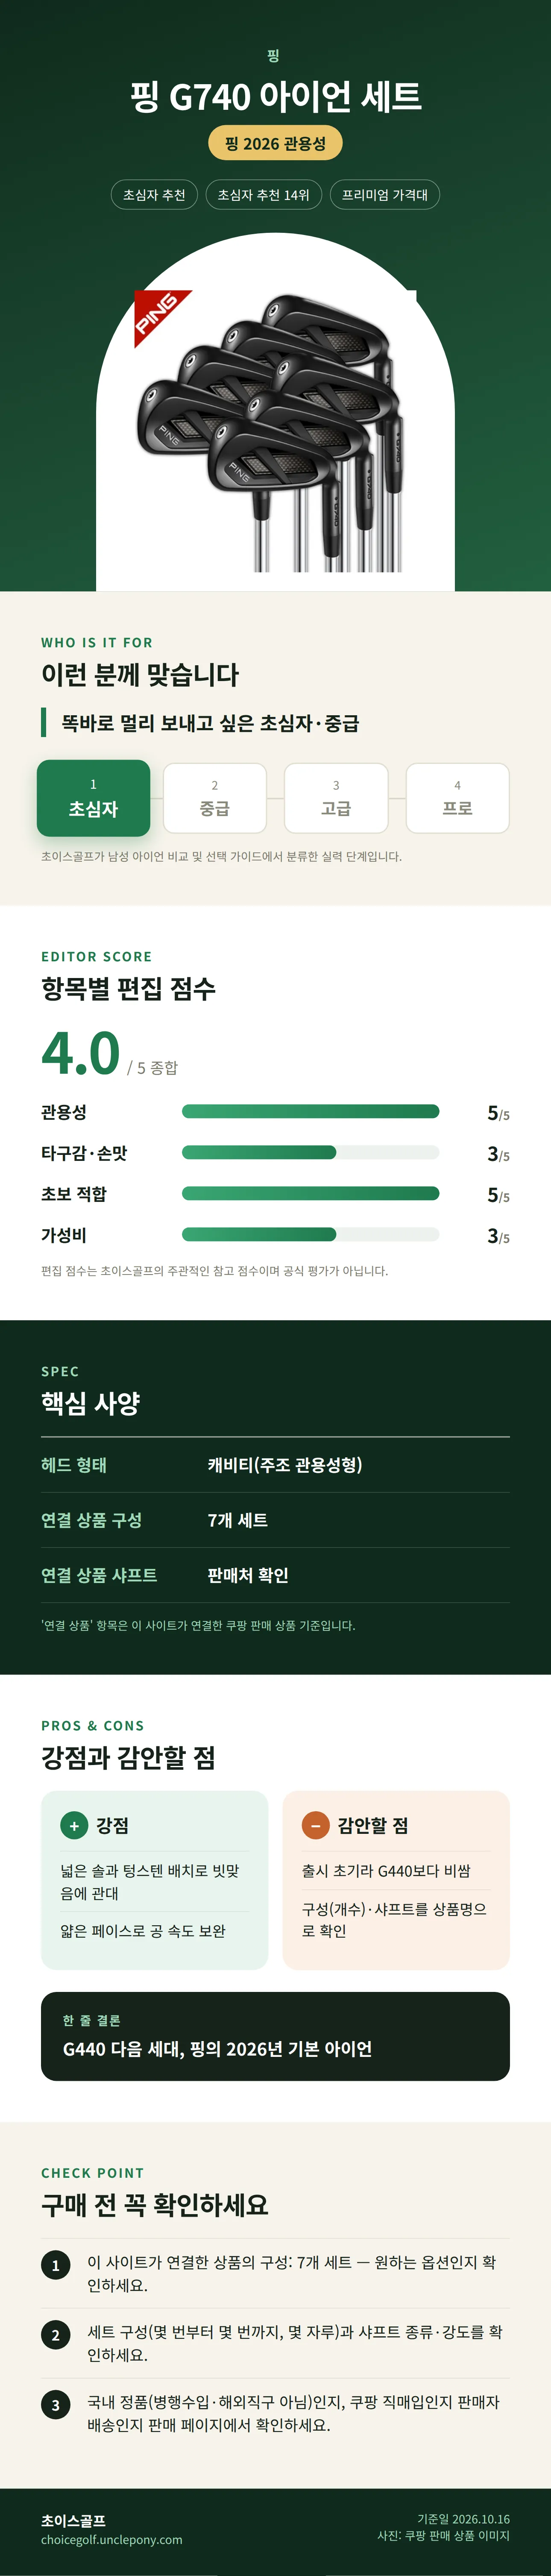 핑
핑 G740 아이언 세트
핑 2026 관용성
초심자 추천
초심자 추천 14위
프리미엄 가격대
PING
PING
PING
WHO IS IT FOR
이런 분께 맞습니다
똑바로 멀리 보내고 싶은 초심자·중급
1
초심자
2
중급
3
고급
4
프로
초이스골프가 남성 아이언 비교 및 선택 가이드에서 분류한 실력 단계입니다.
EDITOR SCORE
항목별 편집 점수
4.0 / 5 종합
관용성 5/5
타구감·손맛 3/5
초보 적합 5/5
가성비 3/5
편집 점수는 초이스골프의 주관적인 참고 점수이며 공식 평가가 아닙니다.
SPEC
핵심 사양
헤드 형태 캐비티(주조 관용성형)
연결 상품 구성 7개 세트
연결 상품 샤프트 판매처 확인
'연결 상품' 항목은 이 사이트가 연결한 쿠팡 판매 상품 기준입니다.
PROS & CONS
강점과 감안할 점
+ 강점
넓은 솔과 텅스텐 배치로 빗맞
음에 관대
얇은 페이스로 공 속도 보완
− 감안할 점
출시 초기라 G440보다 비쌈
구성(개수)·샤프트를 상품명으
로 확인
한 줄 결론
G440 다음 세대, 핑의 2026년 기본 아이언
CHECK POINT
구매 전 꼭 확인하세요
1 이 사이트가 연결한 상품의 구성: 7개 세트 — 원하는 옵션인지 확
인하세요.
2 세트 구성(몇 번부터 몇 번까지, 몇 자루)과 샤프트 종류·강도를 확
인하세요.
3 국내 정품(병행수입·해외직구 아님)인지, 쿠팡 직매입인지 판매자
배송인지 판매 페이지에서 확인하세요.
초이스골프
choicegolf.unclepony.com
기준일 2026.10.16
사진: 쿠팡 판매 상품 이미지